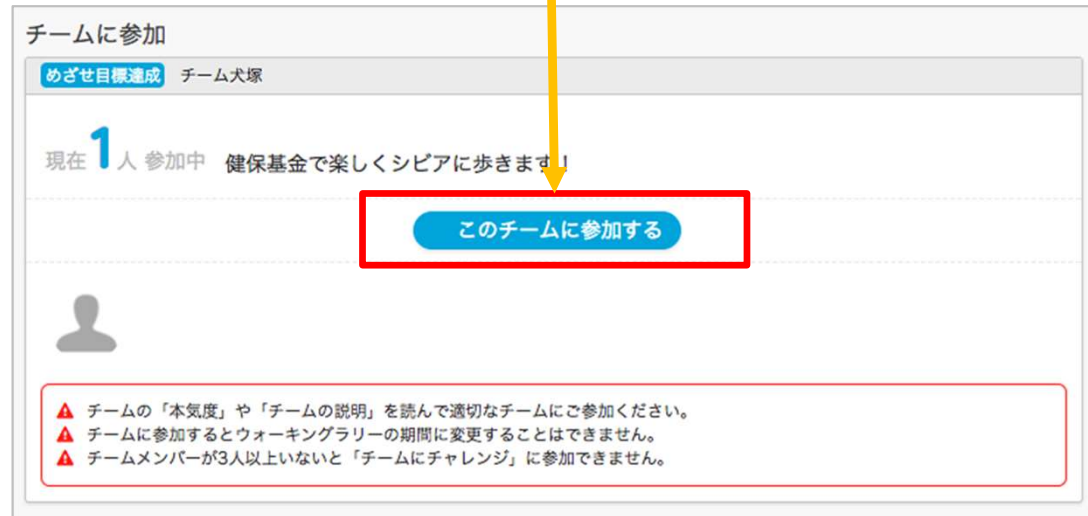 チームに参加
めざせ目標達成 チーム犬塚
現在 1 人 参加中 健保基金で楽しくシビアに歩きます!
このチームに参加する
チームの「本気度」や「チームの説明」を読んで適切なチームにご参加ください。
チームに参加するとウォーキングラリーの期間に変更することはできません。
チームメンバーが3人以上いないと「チームにチャレンジ」に参加できません。